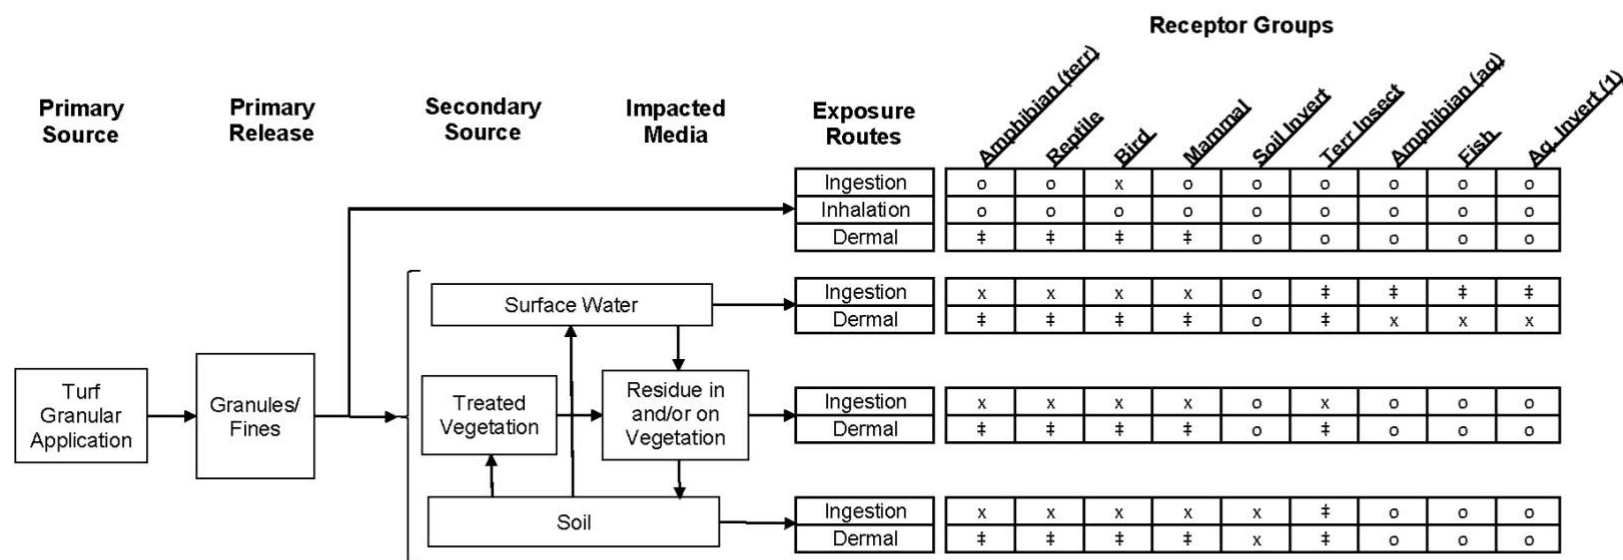 Receptor Groups
Primary
Source
Primary
Release
Secondary
Source
Impacted
Media
Exposure
Routes
Amphibian (terr)
Reptile
Bird
Mammal
Soil Invert
Terr Insect
Amphibian (aq)
Fish
Aq. Invert (1)
Ingestion o o x o o o o o o
Inhalation o o o o o o o o o
Dermal ‡ ‡ ‡ ‡ o o o o o
Surface Water
Ingestion x x x x o ‡ ‡ ‡ ‡
Dermal ‡ ‡ ‡ ‡ o ‡ x x x
Turf
Granular
Application
Granules/
Fines
Treated
Vegetation
Residue in
and/or on
Vegetation
Ingestion x x x x o x o o o
Dermal ‡ ‡ ‡ ‡ o ‡ o o o
Soil
Ingestion x x x x x ‡ o o o
Dermal ‡ ‡ ‡ ‡ x ‡ o o o